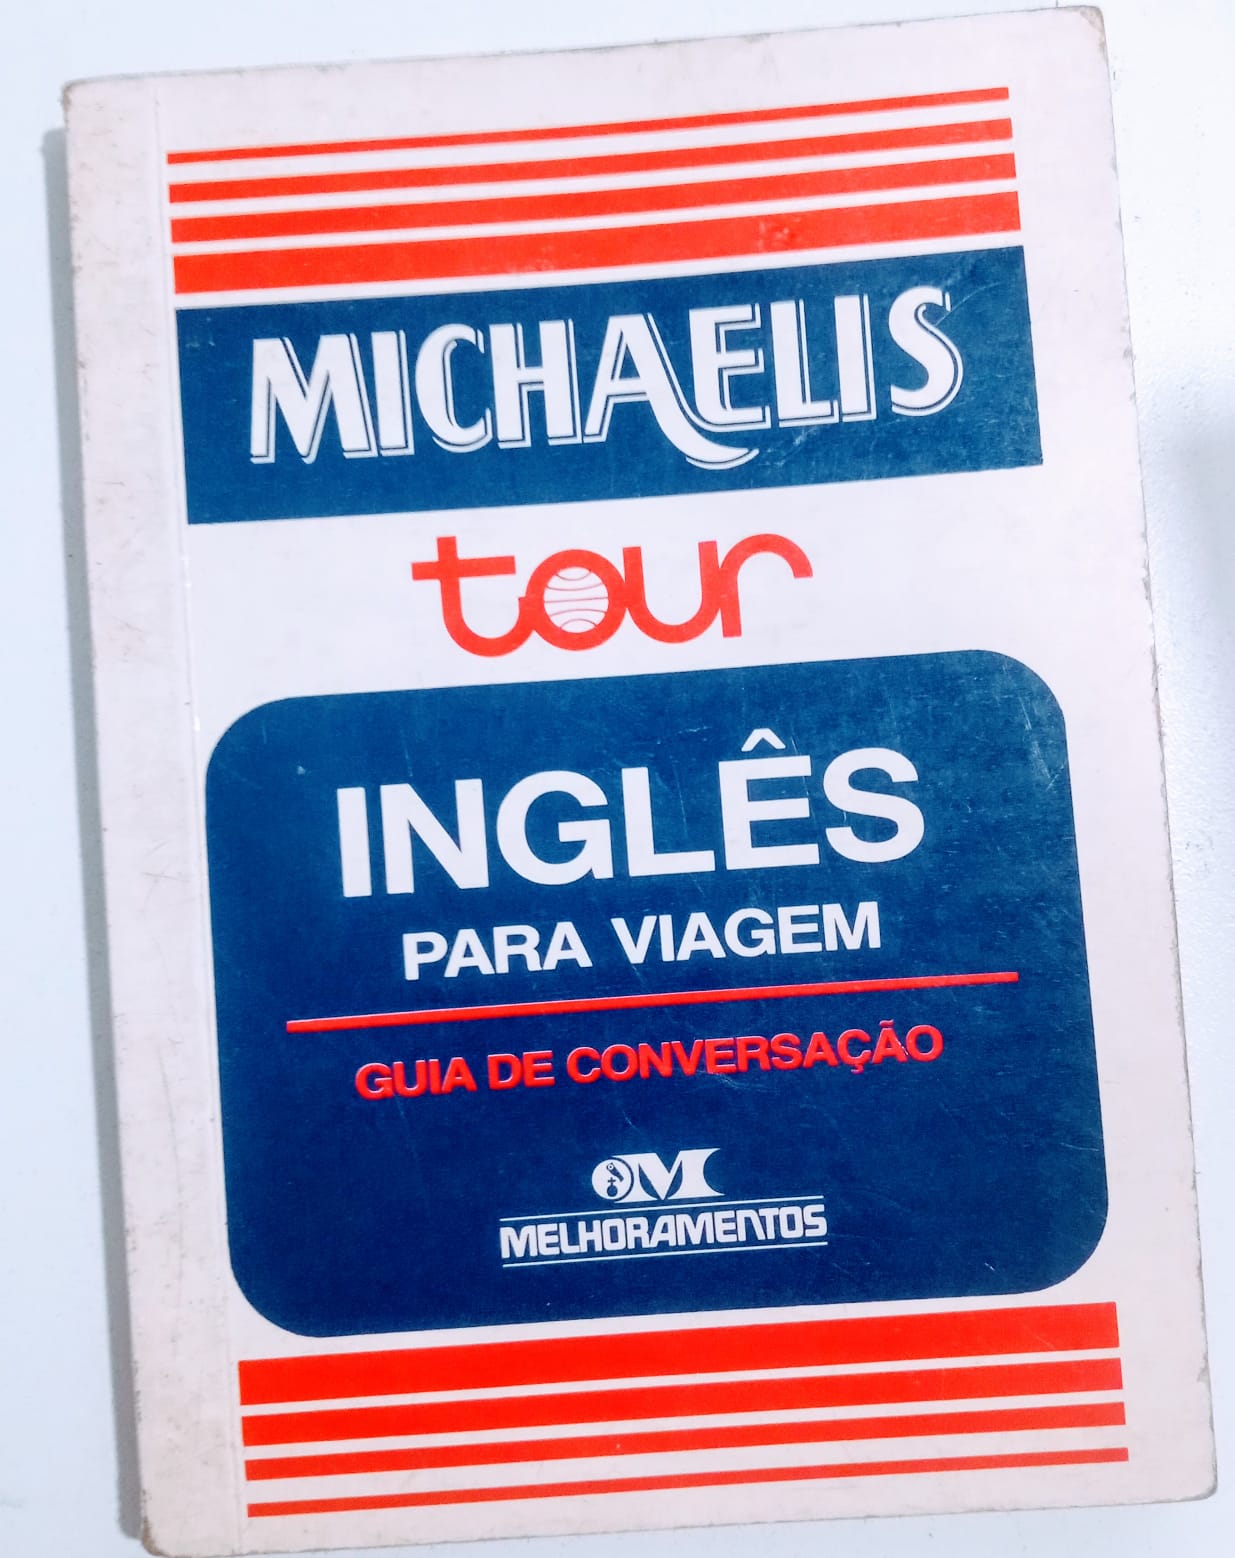 MICHAELIS
tour
INGLÊS
PARA VIAGEM
GUIA DE CONVERSAÇÃO
MELHORAMENTOS